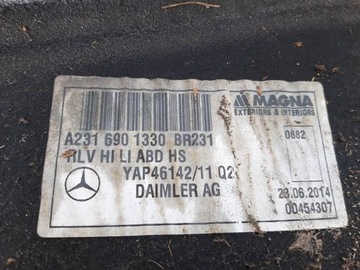 MAGNA
EXTERIORS & INTERIORS
A231 690 1330 BR231
0882
RLV HI LI ABD HS
YAP46142/11 Q2
DAIMLER AG
23.06.2014
00454307